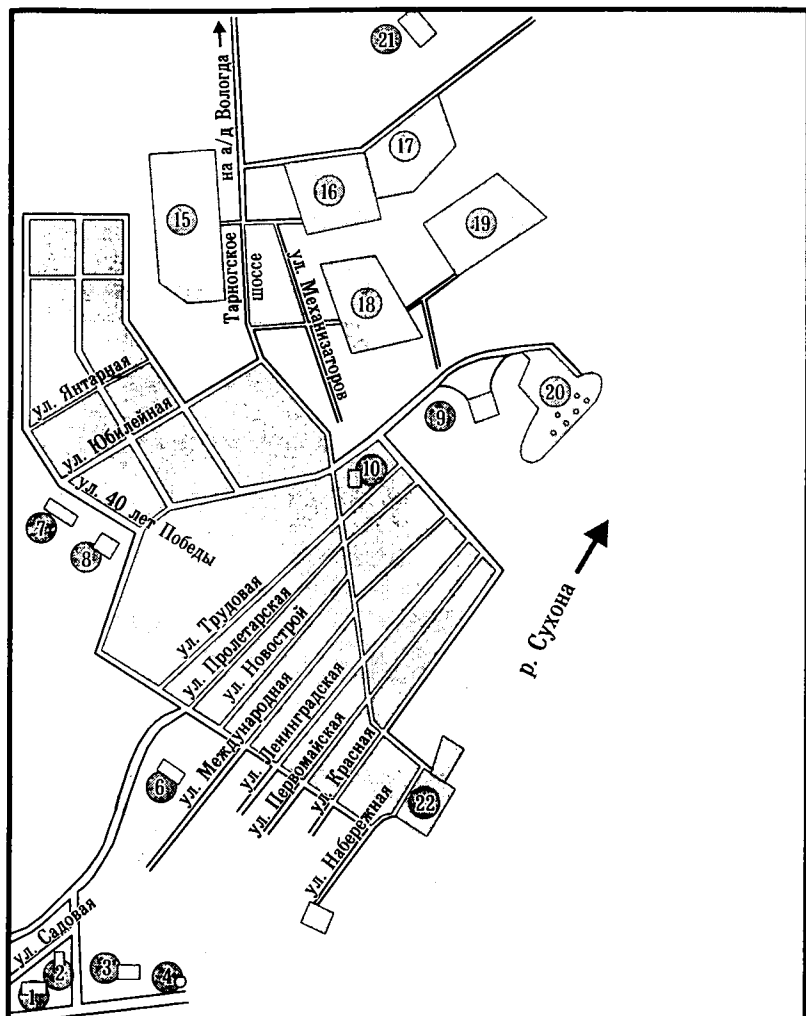 21
на а/д Вологда
17
16
15
19
Тарногское
шоссе
ул. Механизаторов
18
ул. Янтарная
20
9
ул. Юбилейная
10
ул. 40 лет Победы
7
8
ул. Трудовая
ул. Пролетарская
ул. Новострой
р. Сухона
ул. Международная
ул. Ленинградская
ул. Первомайская
ул. Красная
6
22
ул. Набережная
ул. Садовая
2
3
4
1